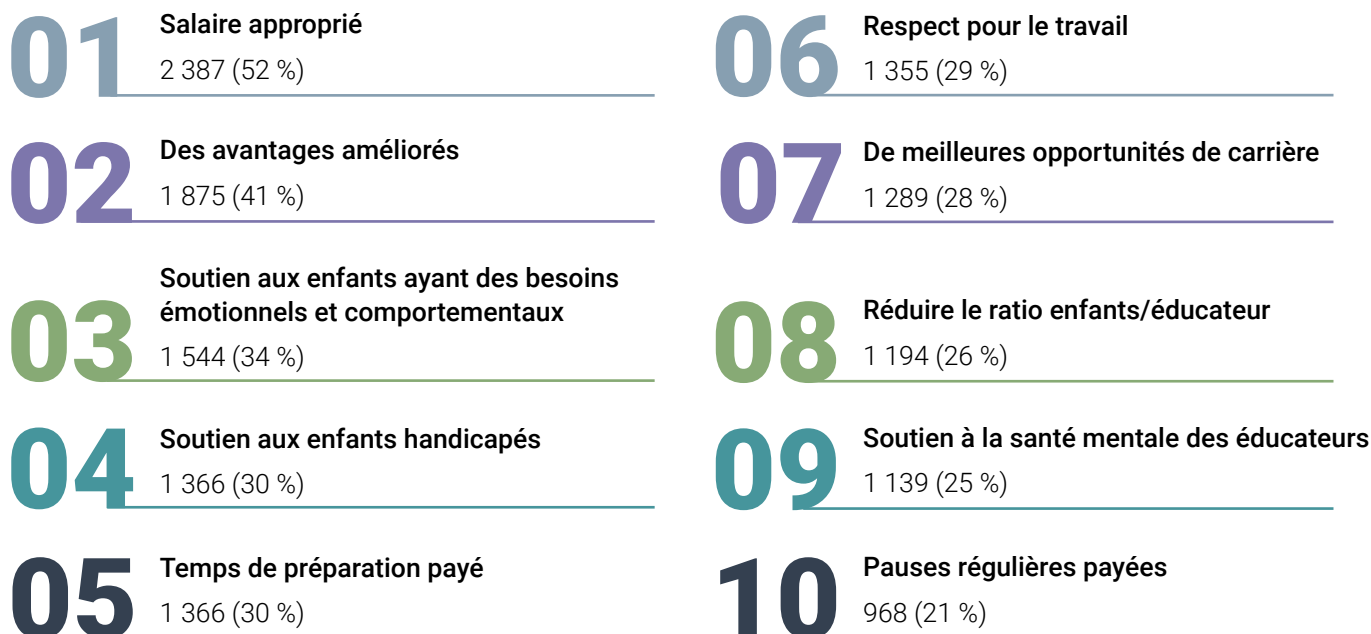 01
Salaire approprié
2 387 (52 %)
02
Des avantages améliorés
1 875 (41 %)
03
Soutien aux enfants ayant des besoins
émotionnels et comportementaux
1 544 (34 %)
04
Soutien aux enfants handicapés
1 366 (30 %)
05
Temps de préparation payé
1 366 (30 %)
06
Respect pour le travail
1 355 (29 %)
07
De meilleures opportunités de carrière
1 289 (28 %)
08
Réduire le ratio enfants/éducateur
1 194 (26 %)
09
Soutien à la santé mentale des éducateurs
1 139 (25 %)
10
Pauses régulières payées
968 (21 %)